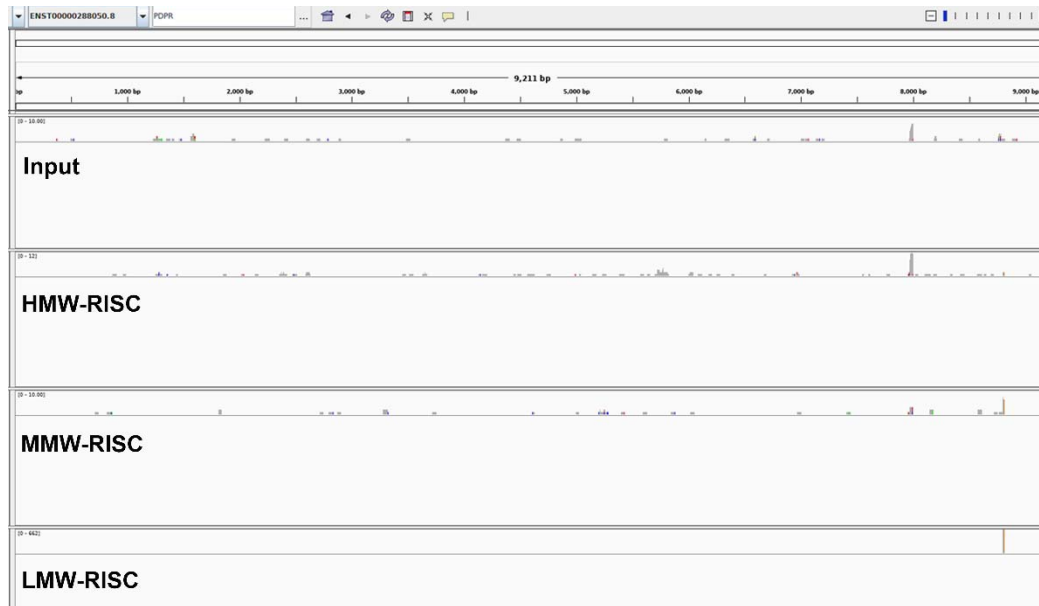 ENST00000288050.8 PDPR ...
9,211 bp
bp 1,000 bp 2,000 bp 3,000 bp 4,000 bp 5,000 bp 6,000 bp 7,000 bp 8,000 bp 9,000 bp
[0 - 10.00]
Input
[0 - 12]
HMW-RISC
[0 - 10.00]
MMW-RISC
[0 - 662]
LMW-RISC